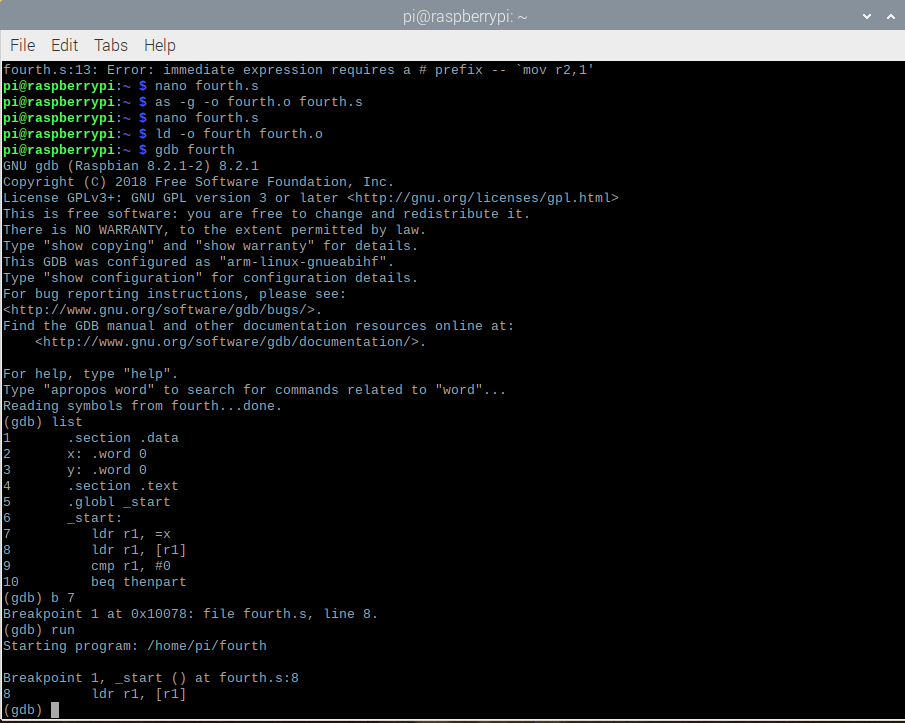 pi@raspberrypi: ~
File Edit Tabs Help
fourth.s:13: Error: immediate expression requires a # prefix -- `mov r2,1'
pi@raspberrypi:~ $ nano fourth.s
pi@raspberrypi:~ $ as -g -o fourth.o fourth.s
pi@raspberrypi:~ $ nano fourth.s
pi@raspberrypi:~ $ ld -o fourth fourth.o
pi@raspberrypi:~ $ gdb fourth
GNU gdb (Raspbian 8.2.1-2) 8.2.1
Copyright (C) 2018 Free Software Foundation, Inc.
License GPLv3+: GNU GPL version 3 or later <http://gnu.org/licenses/gpl.html>
This is free software: you are free to change and redistribute it.
There is NO WARRANTY, to the extent permitted by law.
Type "show copying" and "show warranty" for details.
This GDB was configured as "arm-linux-gnueabihf".
Type "show configuration" for configuration details.
For bug reporting instructions, please see:
<http://www.gnu.org/software/gdb/bugs/>.
Find the GDB manual and other documentation resources online at:
    <http://www.gnu.org/software/gdb/documentation/>.

For help, type "help".
Type "apropos word" to search for commands related to "word"...
Reading symbols from fourth...done.
(gdb) list
1       .section .data
2       x: .word 0
3       y: .word 0
4       .section .text
5       .globl _start
6       _start:
7          ldr r1, =x
8          ldr r1, [r1]
9          cmp r1, #0
10         beq thenpart
(gdb) b 7
Breakpoint 1 at 0x10078: file fourth.s, line 8.
(gdb) run
Starting program: /home/pi/fourth

Breakpoint 1, _start () at fourth.s:8
8          ldr r1, [r1]
(gdb)